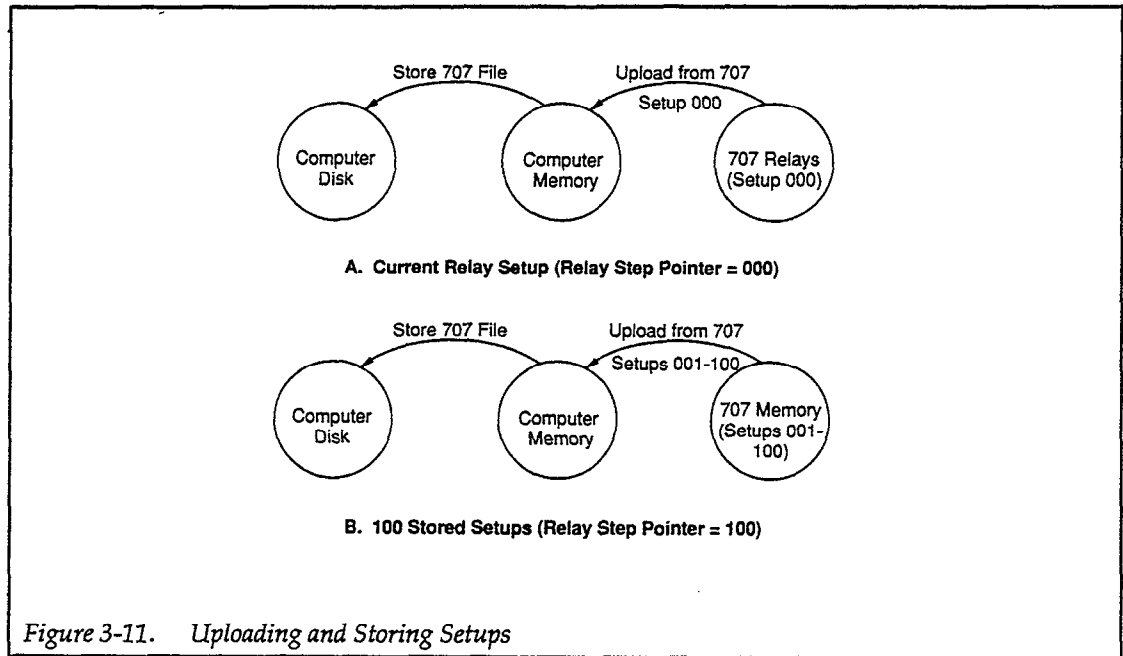 Store 707 File
Upload from 707
Setup 000
Computer
Disk
Computer
Memory
707 Relays
(Setup 000)
A. Current Relay Setup (Relay Step Pointer = 000)
Store 707 File
Upload from 707
Setups 001-100
Computer
Disk
Computer
Memory
707 Memory
(Setups 001-
100)
B. 100 Stored Setups (Relay Step Pointer = 100)
Figure 3-11. Uploading and Storing Setups